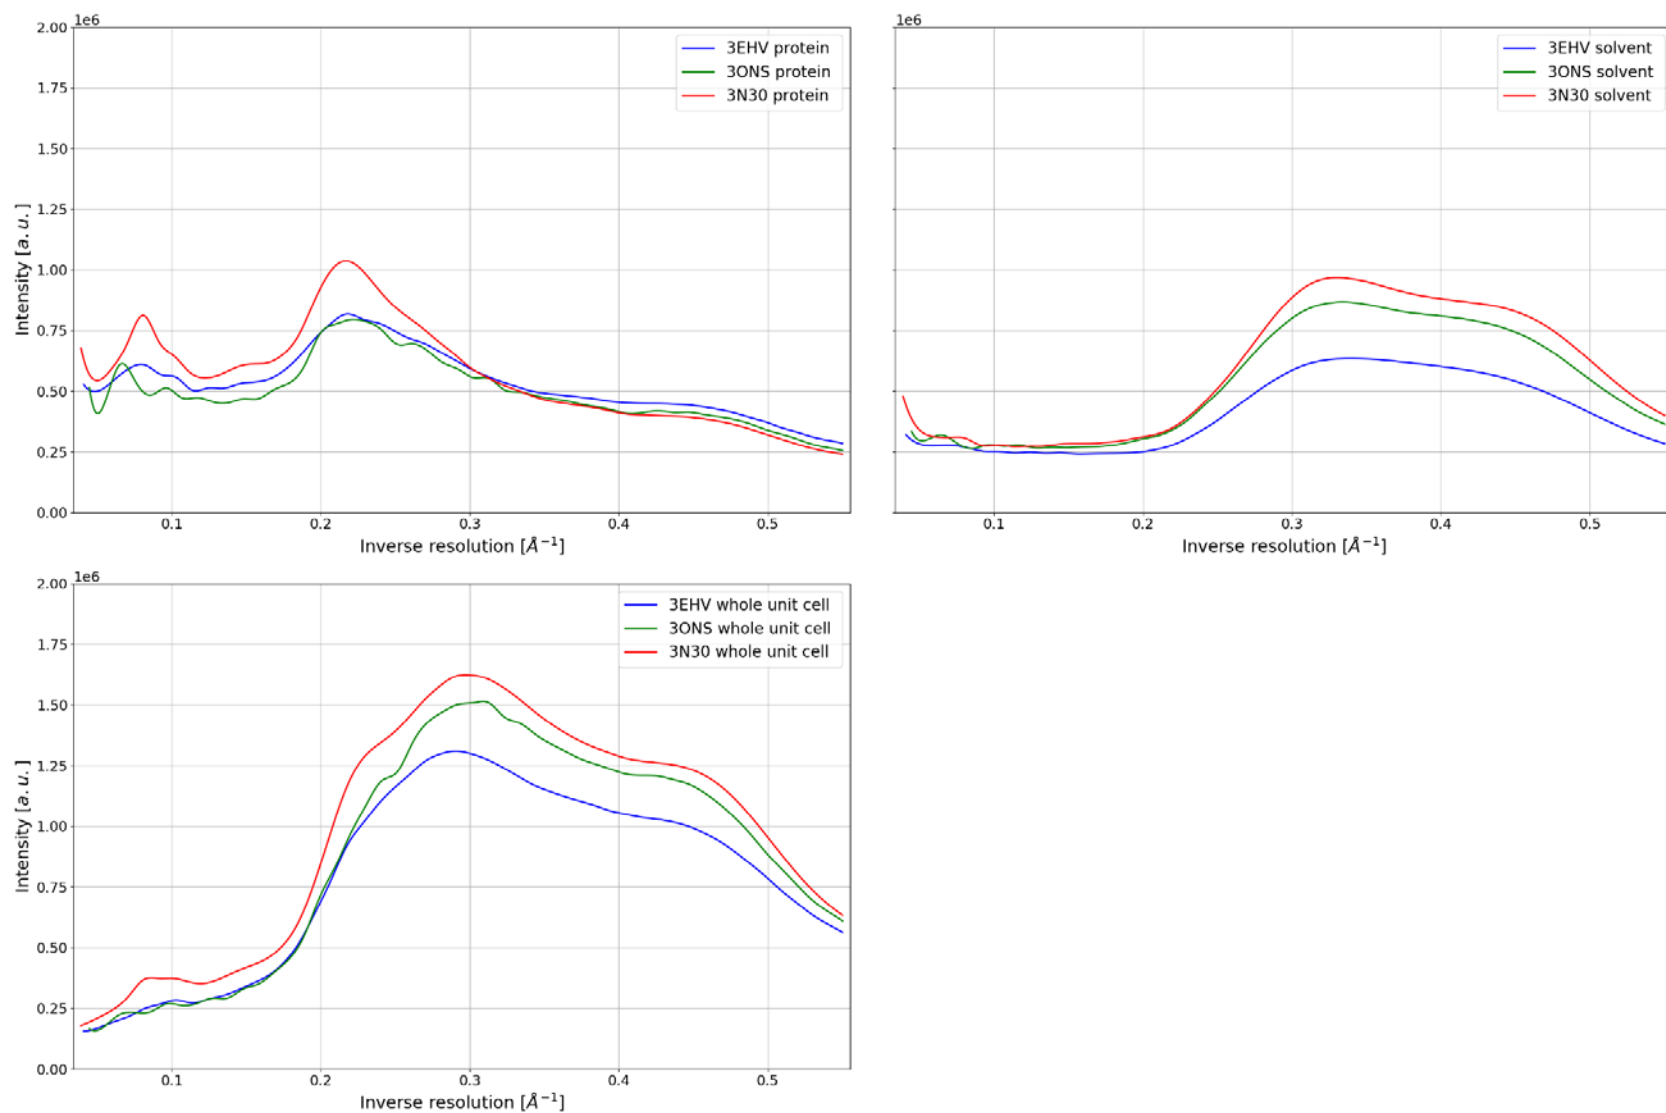 1e6
2.00
1.75
1.50
1.25
1.00
0.75
0.50
0.25
0.00
Intensity [a.u.]
3EHV protein
3ONS protein
3N30 protein
0.1 0.2 0.3 0.4 0.5
Inverse resolution [Å⁻¹]
1e6
3EHV solvent
3ONS solvent
3N30 solvent
0.1 0.2 0.3 0.4 0.5
Inverse resolution [Å⁻¹]
1e6
2.00
1.75
1.50
1.25
1.00
0.75
0.50
0.25
0.00
Intensity [a.u.]
3EHV whole unit cell
3ONS whole unit cell
3N30 whole unit cell
0.1 0.2 0.3 0.4 0.5
Inverse resolution [Å⁻¹]